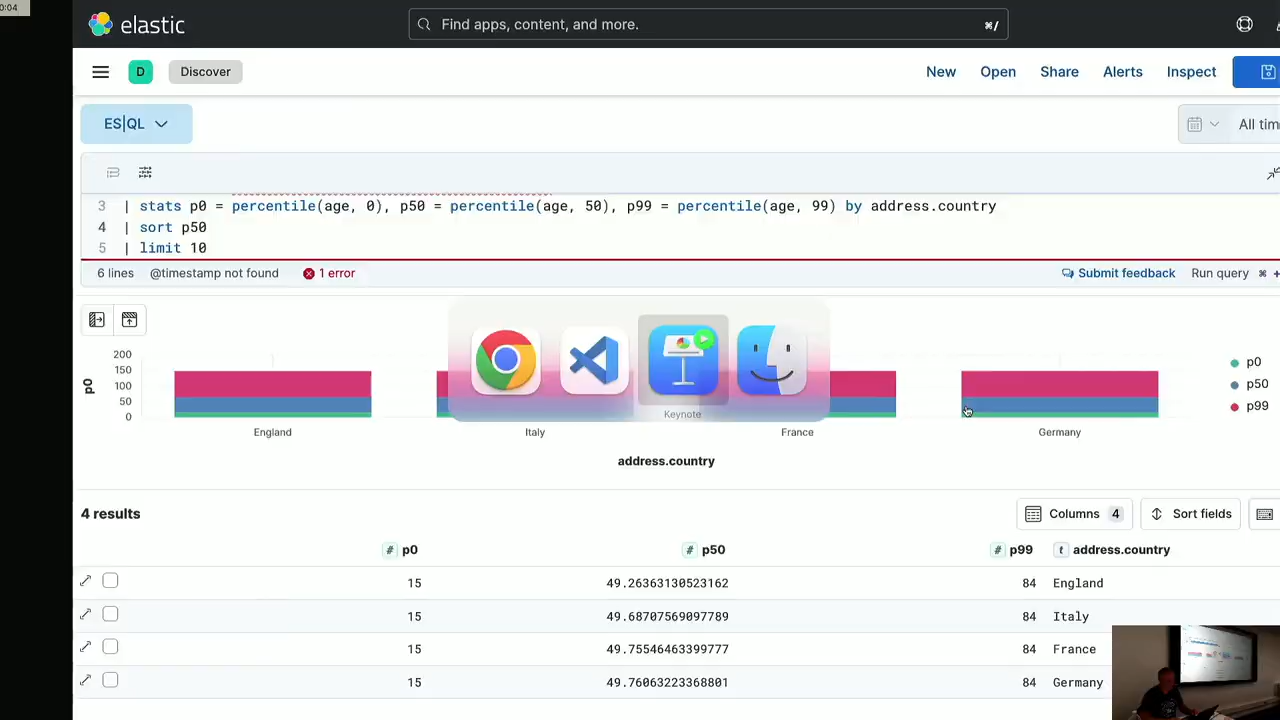 0:04
elastic
Find apps, content, and more.
⌘/
D
Discover
New
Open
Share
Alerts
Inspect
ES|QL
All tim
3 | stats p0 = percentile(age, 0), p50 = percentile(age, 50), p99 = percentile(age, 99) by address.country
4 | sort p50
5 | limit 10
6 lines @timestamp not found 1 error
Submit feedback Run query ⌘ +
200
150
100
50
0
p0
p0
p50
p99
Keynote
England Italy France Germany
address.country
4 results
Columns 4
Sort fields
# p0 # p50 # p99 t address.country
15 49.26363130523162 84 England
15 49.68707569097789 84 Italy
15 49.75546463399777 84 France
15 49.76063223368801 84 Germany